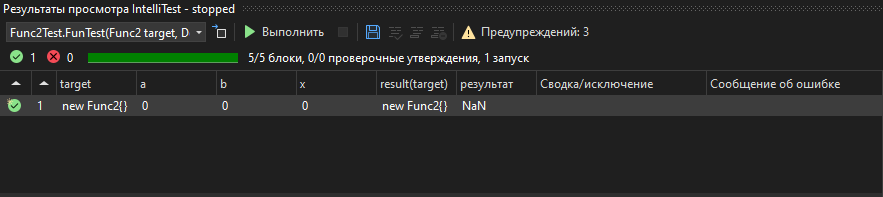 Результаты просмотра IntelliTest - stopped
Func2Test.FunTest(Func2 target, D Выполнить Предупреждений: 3
1 0 5/5 блоки, 0/0 проверочные утверждения, 1 запуск
target a b x result(target) результат Сводка/исключение Сообщение об ошибке
1 new Func2{} 0 0 0 new Func2{} NaN